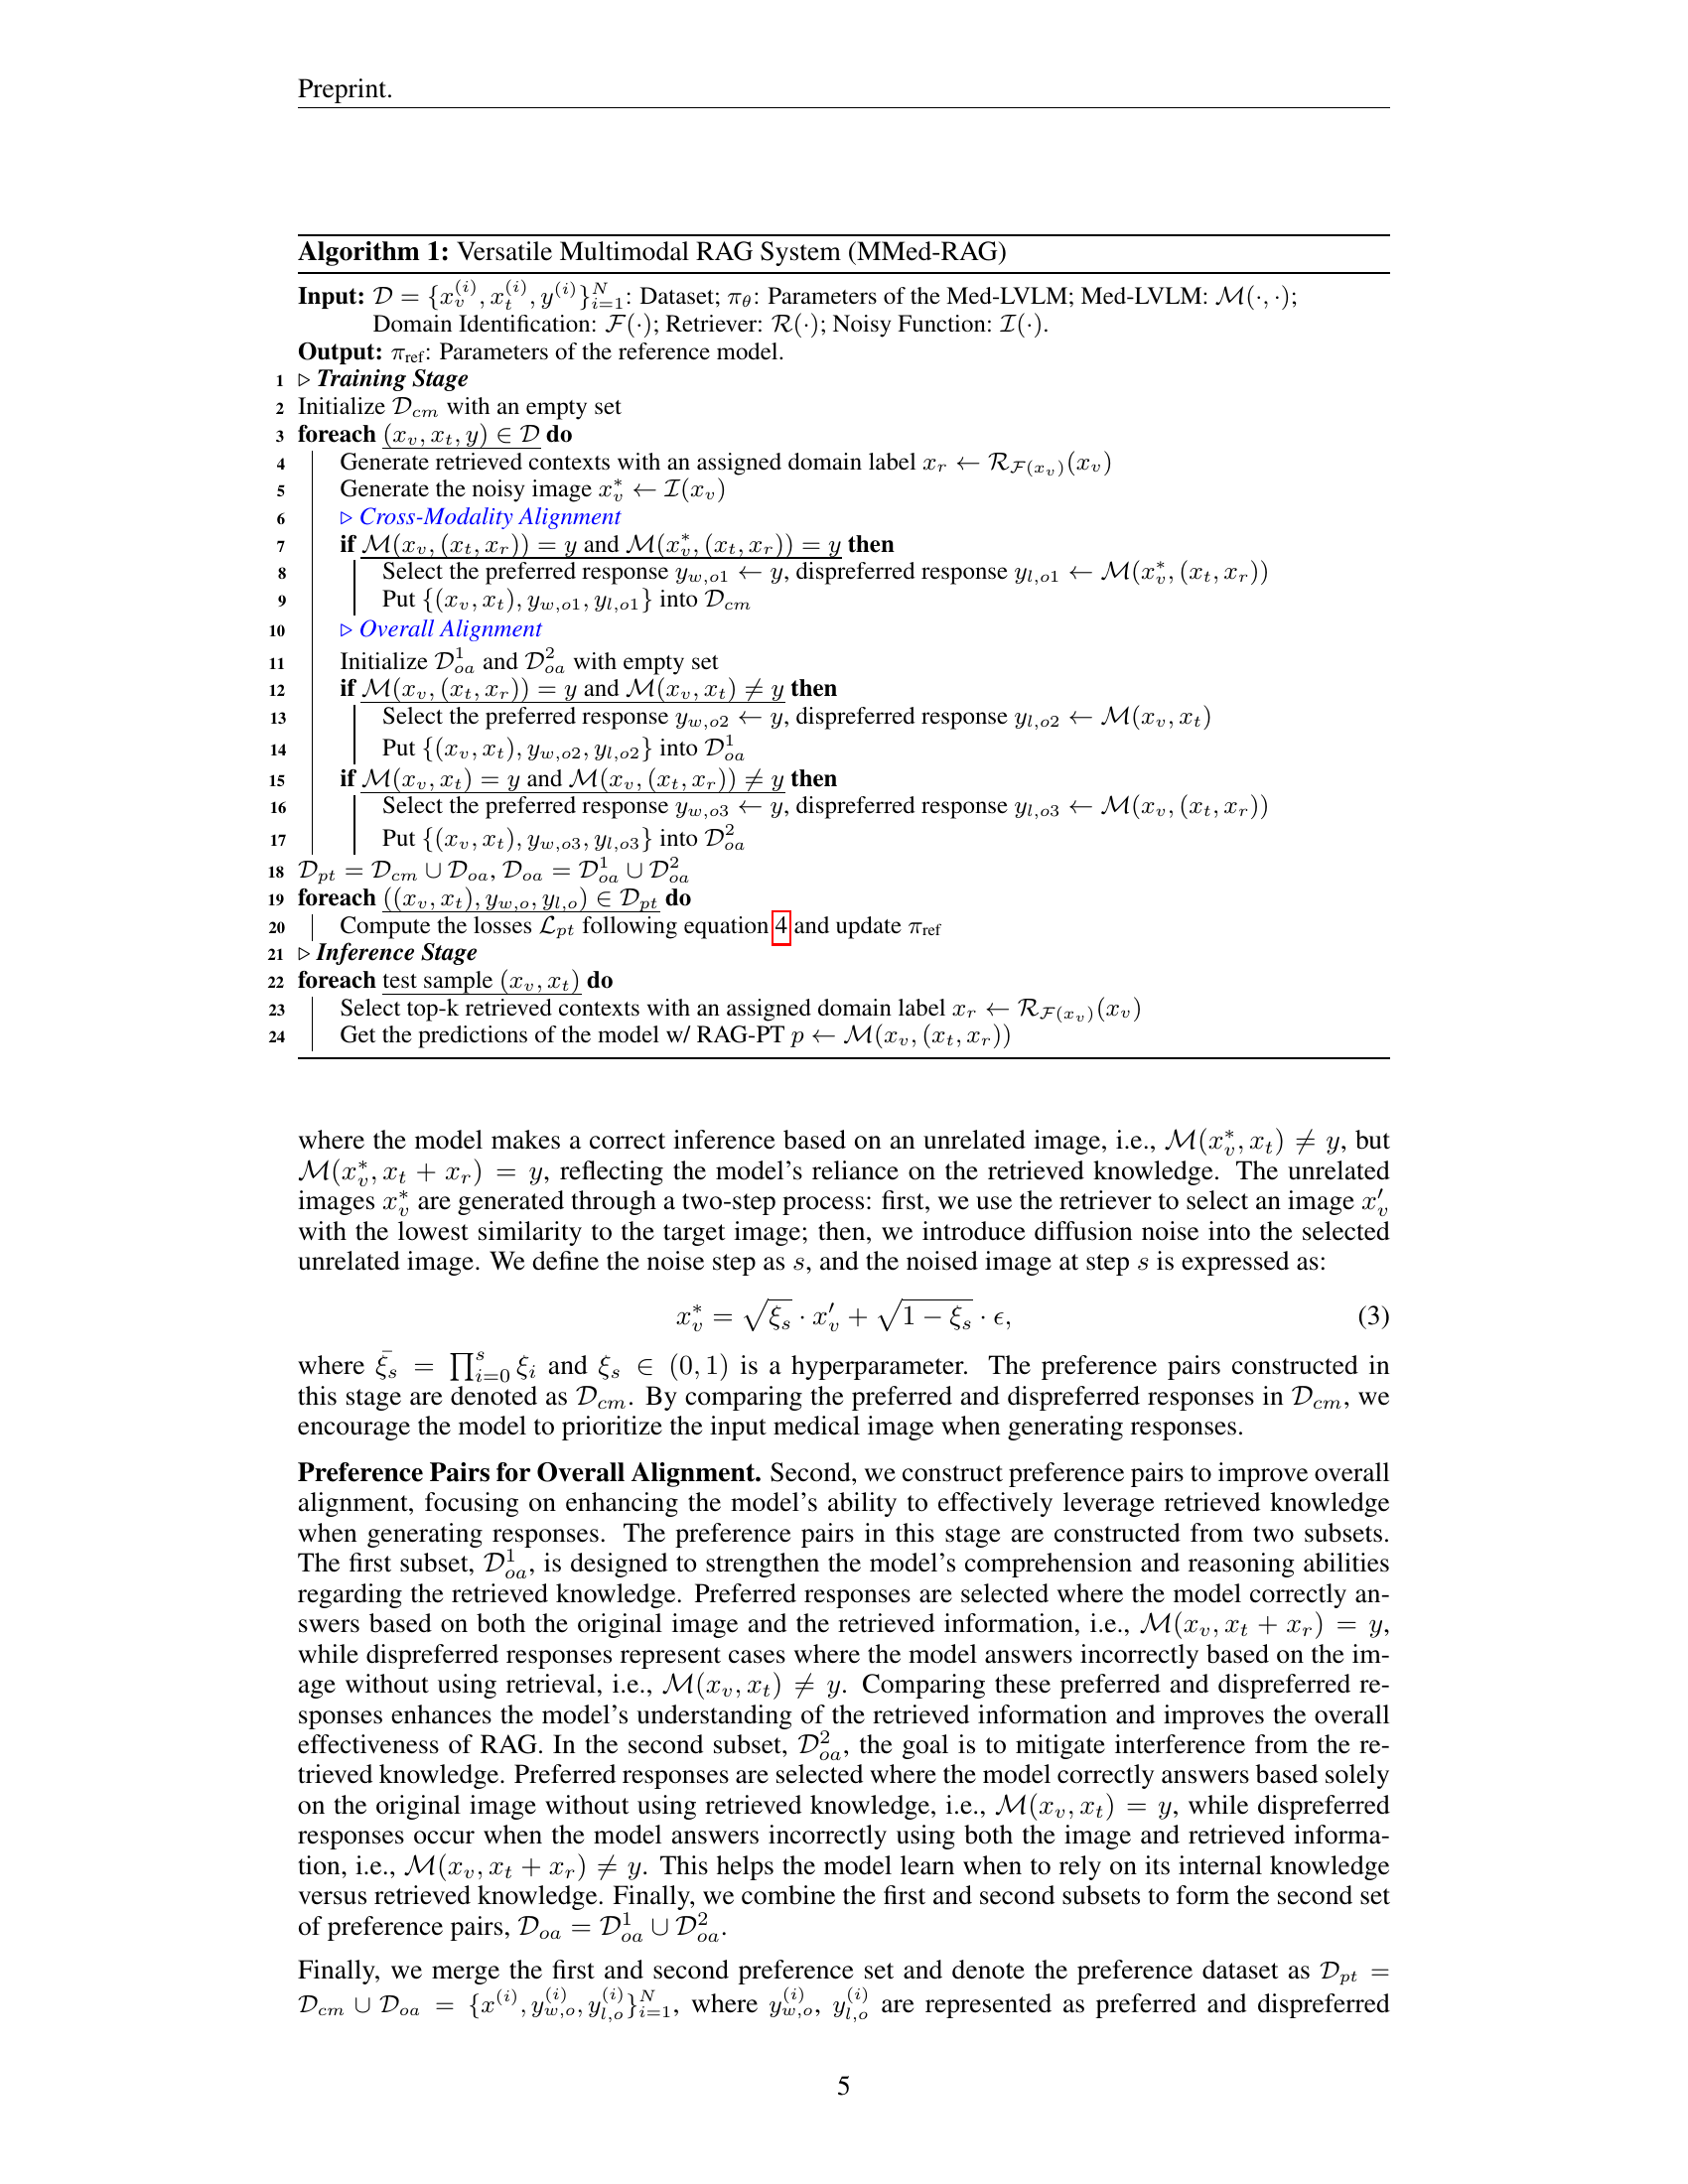 Preprint.
Algorithm 1: Versatile Multimodal RAG System (MMed-RAG)
Input: $\mathcal{D} = \{x_v^{(i)}, x_t^{(i)}, y^{(i)}\}_{i=1}^N$: Dataset; $\pi_\theta$: Parameters of the Med-LVLM; Med-LVLM: $\mathcal{M}(\cdot,\cdot)$;
Domain Identification: $\mathcal{F}(\cdot)$; Retriever: $\mathcal{R}(\cdot)$; Noisy Function: $\mathcal{I}(\cdot)$.
Output: $\pi_{\text{ref}}$: Parameters of the reference model.
1 ▷ Training Stage
2 Initialize $\mathcal{D}_{cm}$ with an empty set
3 foreach $(x_v, x_t, y) \in \mathcal{D}$ do
4 Generate retrieved contexts with an assigned domain label $x_r \leftarrow \mathcal{R}_{\mathcal{F}(x_v)}(x_v)$
5 Generate the noisy image $x_v^* \leftarrow \mathcal{I}(x_v)$
6 ▷ Cross-Modality Alignment
7 if $\mathcal{M}(x_v, (x_t, x_r)) = y$ and $\mathcal{M}(x_v^*, (x_t, x_r)) = y$ then
8 Select the preferred response $y_{w,o1} \leftarrow y$, dispreferred response $y_{l,o1} \leftarrow \mathcal{M}(x_v^*, (x_t, x_r))$
9 Put $\{(x_v, x_t), y_{w,o1}, y_{l,o1}\}$ into $\mathcal{D}_{cm}$
10 ▷ Overall Alignment
11 Initialize $\mathcal{D}_{oa}^1$ and $\mathcal{D}_{oa}^2$ with empty set
12 if $\mathcal{M}(x_v, (x_t, x_r)) = y$ and $\mathcal{M}(x_v, x_t) \neq y$ then
13 Select the preferred response $y_{w,o2} \leftarrow y$, dispreferred response $y_{l,o2} \leftarrow \mathcal{M}(x_v, x_t)$
14 Put $\{(x_v, x_t), y_{w,o2}, y_{l,o2}\}$ into $\mathcal{D}_{oa}^1$
15 if $\mathcal{M}(x_v, x_t) = y$ and $\mathcal{M}(x_v, (x_t, x_r)) \neq y$ then
16 Select the preferred response $y_{w,o3} \leftarrow y$, dispreferred response $y_{l,o3} \leftarrow \mathcal{M}(x_v, (x_t, x_r))$
17 Put $\{(x_v, x_t), y_{w,o3}, y_{l,o3}\}$ into $\mathcal{D}_{oa}^2$
18 $\mathcal{D}_{pt} = \mathcal{D}_{cm} \cup \mathcal{D}_{oa}, \mathcal{D}_{oa} = \mathcal{D}_{oa}^1 \cup \mathcal{D}_{oa}^2$
19 foreach $((x_v, x_t), y_{w,o}, y_{l,o}) \in \mathcal{D}_{pt}$ do
20 Compute the losses $\mathcal{L}_{pt}$ following equation 4 and update $\pi_{\text{ref}}$
21 ▷ Inference Stage
22 foreach test sample $(x_v, x_t)$ do
23 Select top-k retrieved contexts with an assigned domain label $x_r \leftarrow \mathcal{R}_{\mathcal{F}(x_v)}(x_v)$
24 Get the predictions of the model w/ RAG-PT $p \leftarrow \mathcal{M}(x_v, (x_t, x_r))$
where the model makes a correct inference based on an unrelated image, i.e., $\mathcal{M}(x_v^*, x_t) \neq y$, but
$\mathcal{M}(x_v^*, x_t + x_r) = y$, reflecting the model's reliance on the retrieved knowledge. The unrelated
images $x_v^*$ are generated through a two-step process: first, we use the retriever to select an image $x_v'$
with the lowest similarity to the target image; then, we introduce diffusion noise into the selected
unrelated image. We define the noise step as $s$, and the noised image at step $s$ is expressed as:
$x_v^* = \sqrt{\xi_s} \cdot x_v' + \sqrt{1 - \xi_s} \cdot \epsilon,$ (3)
where $\bar{\xi_s} = \prod_{i=0}^s \xi_i$ and $\xi_s \in (0, 1)$ is a hyperparameter. The preference pairs constructed in
this stage are denoted as $\mathcal{D}_{cm}$. By comparing the preferred and dispreferred responses in $\mathcal{D}_{cm}$, we
encourage the model to prioritize the input medical image when generating responses.
Preference Pairs for Overall Alignment. Second, we construct preference pairs to improve overall
alignment, focusing on enhancing the model's ability to effectively leverage retrieved knowledge
when generating responses. The preference pairs in this stage are constructed from two subsets.
The first subset, $\mathcal{D}_{oa}^1$, is designed to strengthen the model's comprehension and reasoning abilities
regarding the retrieved knowledge. Preferred responses are selected where the model correctly an-
swers based on both the original image and the retrieved information, i.e., $\mathcal{M}(x_v, x_t + x_r) = y$,
while dispreferred responses represent cases where the model answers incorrectly based on the im-
age without using retrieval, i.e., $\mathcal{M}(x_v, x_t) \neq y$. Comparing these preferred and dispreferred re-
sponses enhances the model's understanding of the retrieved information and improves the overall
effectiveness of RAG. In the second subset, $\mathcal{D}_{oa}^2$, the goal is to mitigate interference from the re-
trieved knowledge. Preferred responses are selected where the model correctly answers based solely
on the original image without using retrieved knowledge, i.e., $\mathcal{M}(x_v, x_t) = y$, while dispreferred
responses occur when the model answers incorrectly using both the image and retrieved informa-
tion, i.e., $\mathcal{M}(x_v, x_t + x_r) \neq y$. This helps the model learn when to rely on its internal knowledge
versus retrieved knowledge. Finally, we combine the first and second subsets to form the second set
of preference pairs, $\mathcal{D}_{oa} = \mathcal{D}_{oa}^1 \cup \mathcal{D}_{oa}^2$.
Finally, we merge the first and second preference set and denote the preference dataset as $\mathcal{D}_{pt} =$
$\mathcal{D}_{cm} \cup \mathcal{D}_{oa} = \{x^{(i)}, y_{w,o}^{(i)}, y_{l,o}^{(i)}\}_{i=1}^N$, where $y_{w,o}^{(i)}$, $y_{l,o}^{(i)}$ are represented as preferred and dispreferred
5